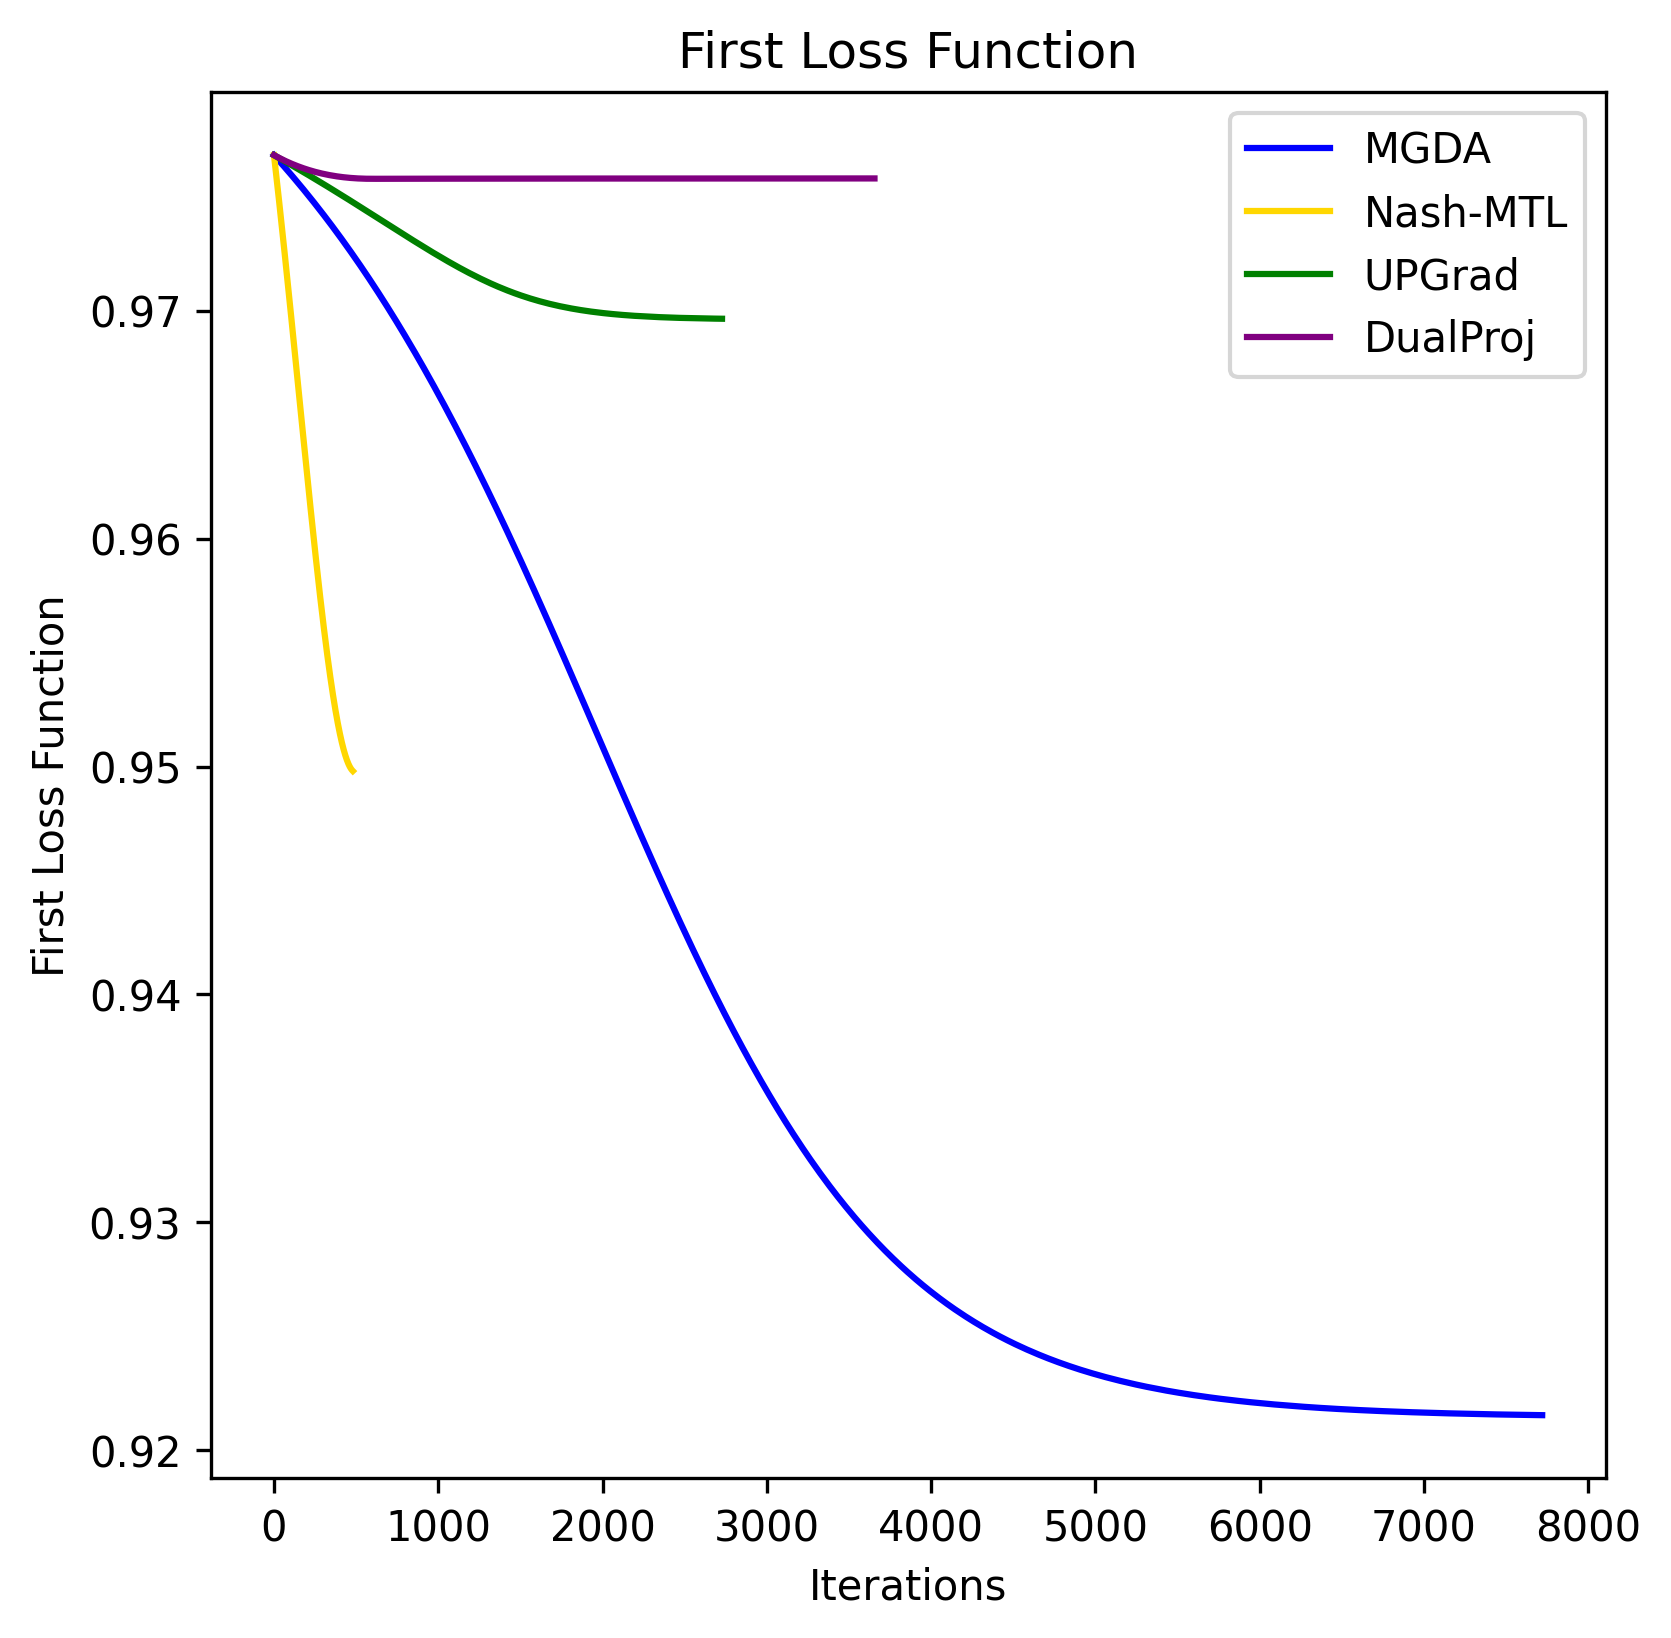 First Loss Function
MGDA
Nash-MTL
UPGrad
DualProj
First Loss Function
0.97
0.96
0.95
0.94
0.93
0.92
0 1000 2000 3000 4000 5000 6000 7000 8000
Iterations